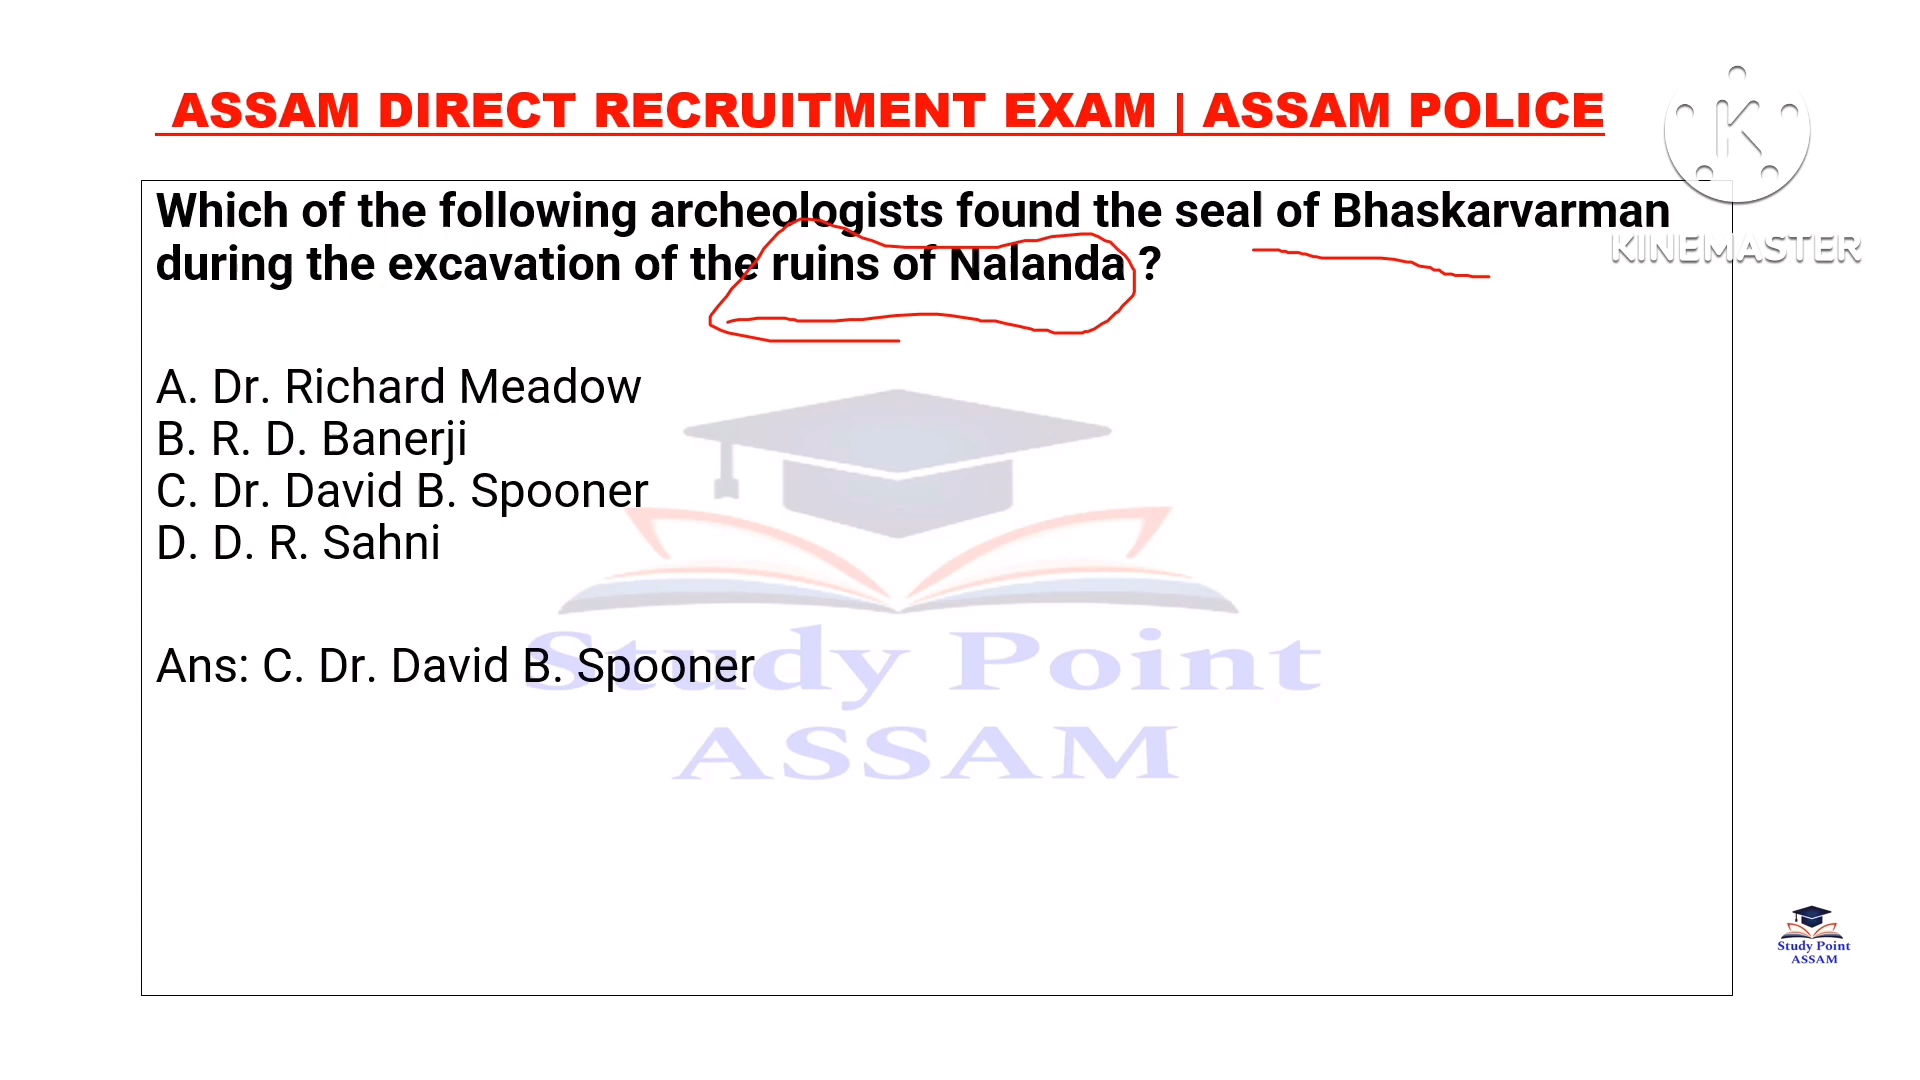 ASSAM DIRECT RECRUITMENT EXAM | ASSAM POLICE
K
KINEMASTER
Which of the following archeologists found the seal of Bhaskarvarman
during the excavation of the ruins of Nalanda ?
A. Dr. Richard Meadow
B. R. D. Banerji
C. Dr. David B. Spooner
D. D. R. Sahni
Ans: C. Dr. David B. Spooner
Study Point
ASSAM
Study Point
ASSAM